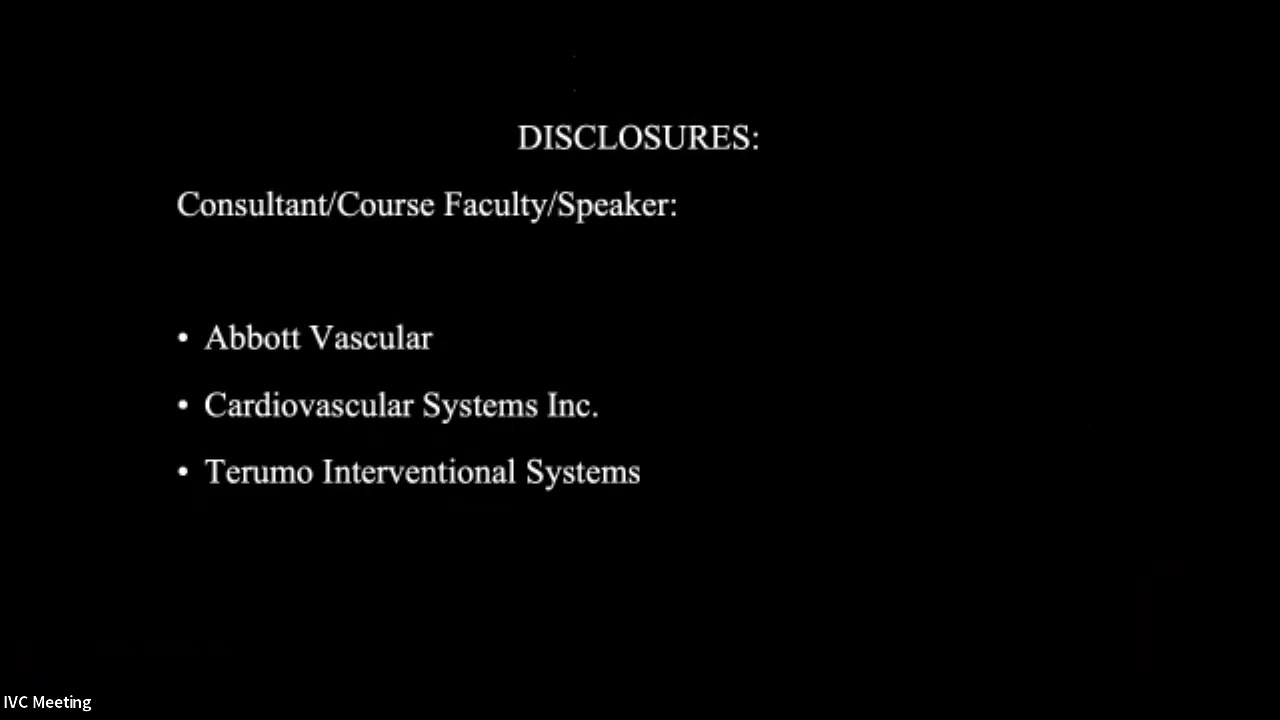 DISCLOSURES:
Consultant/Course Faculty/Speaker:
• Abbott Vascular
• Cardiovascular Systems Inc.
• Terumo Interventional Systems
IVC Meeting